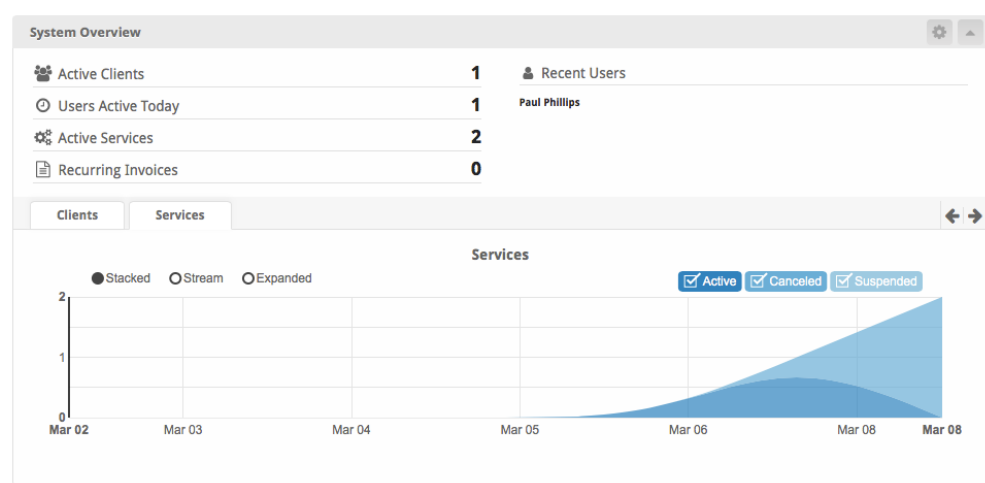 System Overview
Active Clients 1
Users Active Today 1
Active Services 2
Recurring Invoices 0
Recent Users
Paul Phillips
Clients Services
Services
Stacked Stream Expanded Active Canceled Suspended
2
1
0
Mar 02 Mar 03 Mar 04 Mar 05 Mar 06 Mar 08 Mar 08